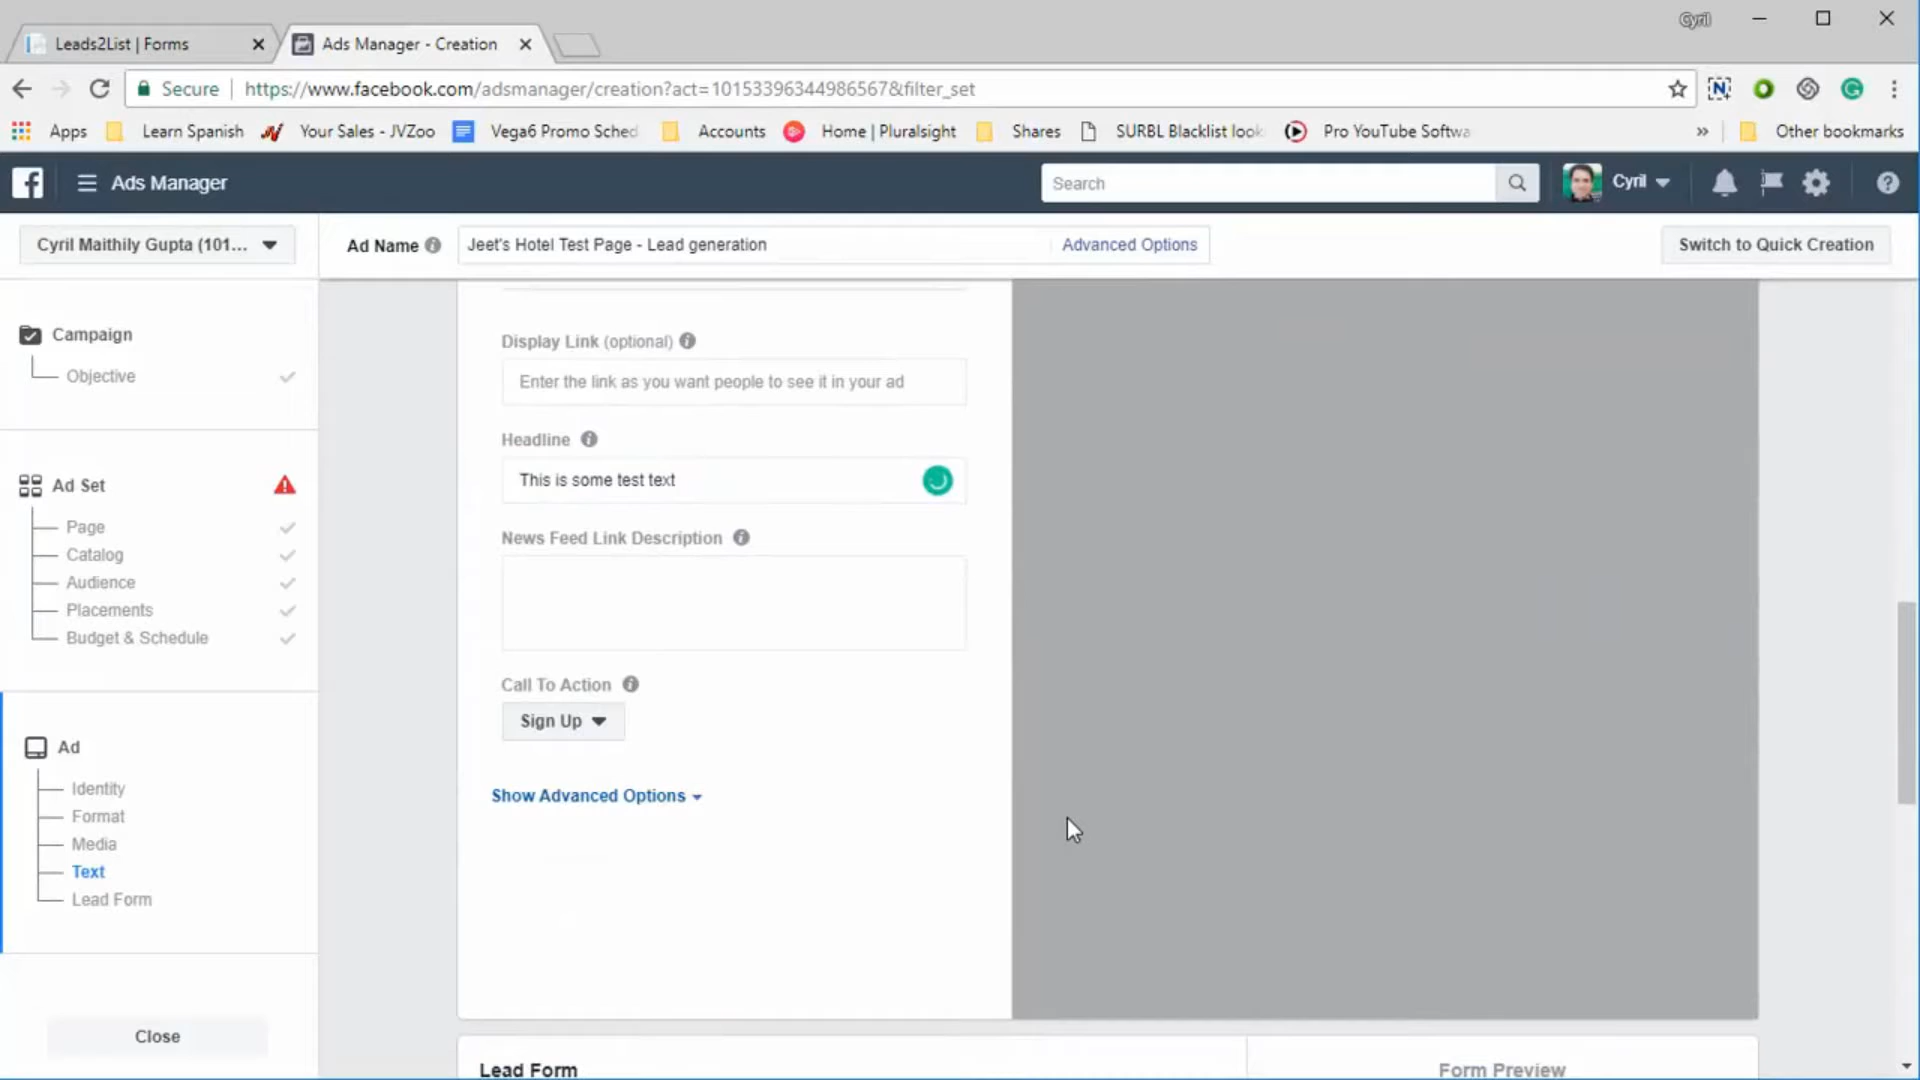 Cyril
Leads2List | Forms
Ads Manager - Creation
Secure
https://www.facebook.com/adsmanager/creation?act=10153396344986567&filter_set
Apps
Learn Spanish
Your Sales - JVZoo
Vega6 Promo Sched
Accounts
Home | Pluralsight
Shares
SURBL Blacklist look
Pro YouTube Softwa
»
Other bookmarks
Ads Manager
Search
Cyril
Cyril Maithily Gupta (101...
Ad Name
Jeet's Hotel Test Page - Lead generation
Advanced Options
Switch to Quick Creation
Campaign
Objective
Ad Set
Page
Catalog
Audience
Placements
Budget & Schedule
Ad
Identity
Format
Media
Text
Lead Form
Close
Display Link (optional)
Enter the link as you want people to see it in your ad
Headline
This is some test text
News Feed Link Description
Call To Action
Sign Up
Show Advanced Options
Lead Form
Form Preview